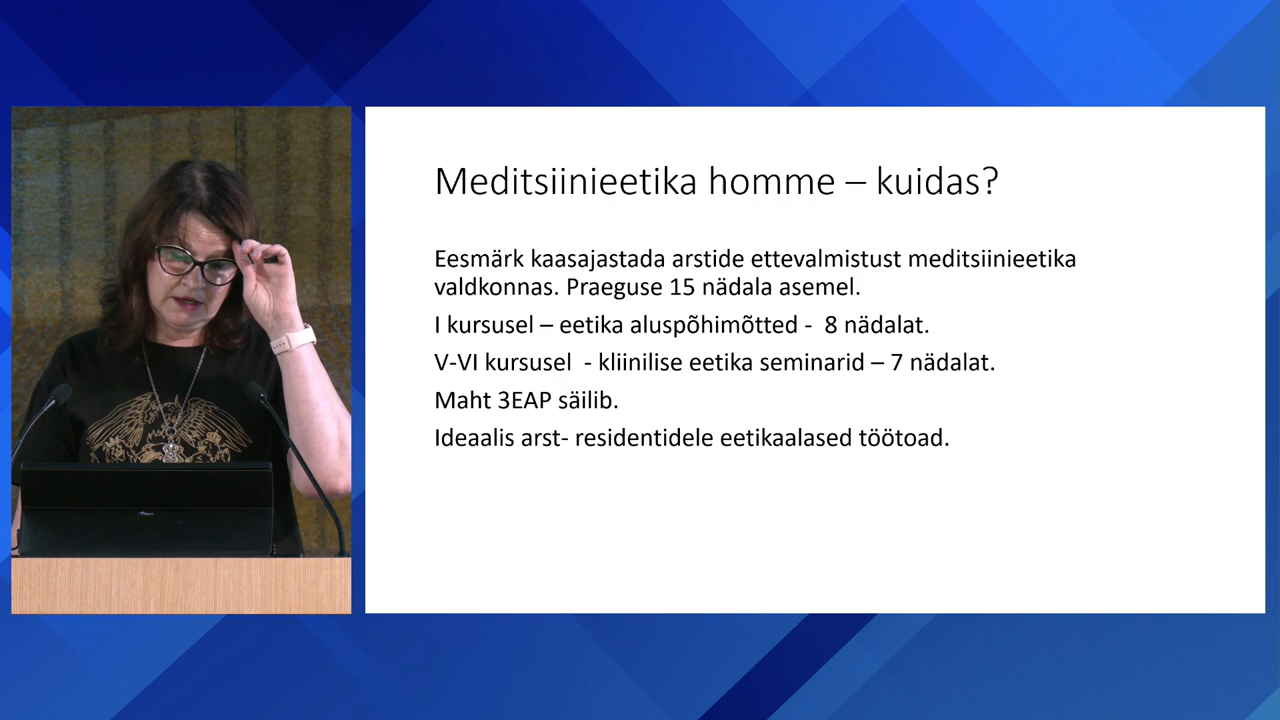 Meditsiinieetika homme – kuidas?
Eesmärk kaasajastada arstide ettevalmistust meditsiinieetika
valdkonnas. Praeguse 15 nädala asemel.
I kursusel – eetika aluspõhimõtted -  8 nädalat.
V-VI kursusel  - kliinilise eetika seminarid – 7 nädalat.
Maht 3EAP säilib.
Ideaalis arst- residentidele eetikaalased töötoad.